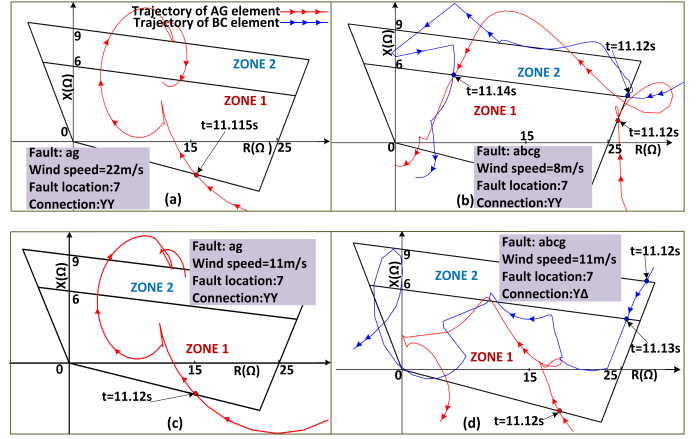 Trajectory of AG element
Trajectory of BC element
9
6
X(Ω)
ZONE 2
ZONE 1
0
t=11.115s
15
R(Ω )
25
Fault: ag
Wind speed=22m/s
Fault location:7
Connection:YY
(a)
9
6
X(Ω)
t=11.12s
ZONE 2
t=11.14s
ZONE 1
t=11.12s
0
15
25
R(Ω)
Fault: abcg
Wind speed=8m/s
Fault location:7
Connection:YY
(b)
9
6
X(Ω)
Fault: ag
Wind speed=11m/s
Fault location:7
Connection:YY
ZONE 2
ZONE 1
0
15
R(Ω)
25
t=11.12s
(c)
9
6
X(Ω)
Fault: abcg
Wind speed=11m/s
Fault location:7
Connection:YΔ
t=11.12s
ZONE 2
ZONE 1
t=11.13s
0
15
25
R(Ω)
t=11.12s
(d)